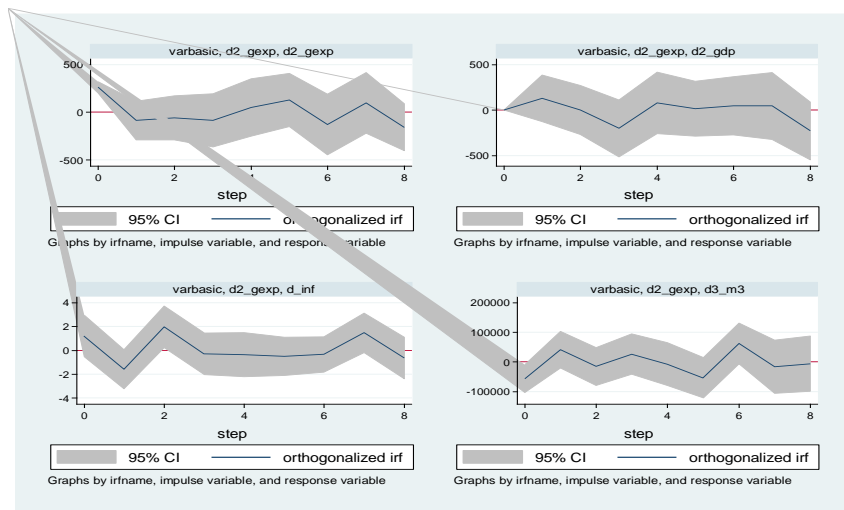 varbasic, d2_gexp, d2_gexp
500
0
-500
0 2 4 6 8
step
95% CI orthogonalized irf
Graphs by irfname, impulse variable, and response variable
varbasic, d2_gexp, d2_gdp
500
0
-500
0 2 4 6 8
step
95% CI orthogonalized irf
Graphs by irfname, impulse variable, and response variable
varbasic, d2_gexp, d_inf
4
2
0
-2
-4
0 2 4 6 8
step
95% CI orthogonalized irf
Graphs by irfname, impulse variable, and response variable
varbasic, d2_gexp, d3_m3
200000
100000
0
-100000
0 2 4 6 8
step
95% CI orthogonalized irf
Graphs by irfname, impulse variable, and response variable